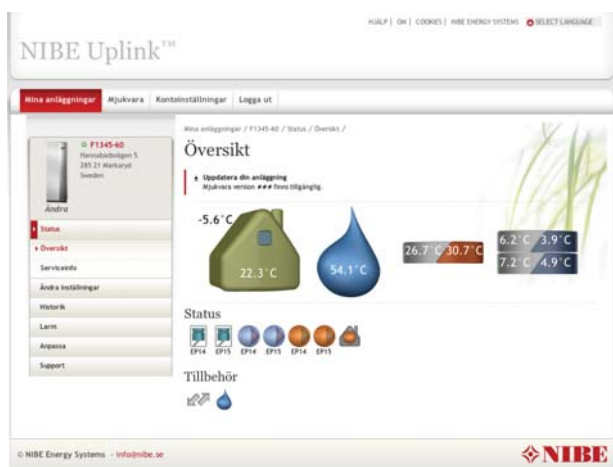 HJÄLP | OM | COOKIES | NIBE ENERGY SYSTEMS SELECT LANGUAGE
NIBE Uplink™
Mina anläggningar Mjukvara Kontoinställningar Logga ut
Mina anläggningar / F1345-60 / Status / Översikt /
F1345-60
Hannabadsvägen 5
285 21 Markaryd
Sweden
Ändra
Översikt
Uppdatera din anläggning
Mjukvara version ### finns tillgänglig.
Status
Översikt
Serviceinfo
Ändra inställningar
Historik
Larm
Anpassa
Support
-5.6°C
22.3°C
54.1°C
26.7°C 30.7°C
6.2°C 3.9°C
7.2°C 4.9°C
Status
EP14 EP15 EP14 EP15 EP14 EP15
Tillbehör
© NIBE Energy Systems - info@nibe.se
NIBE